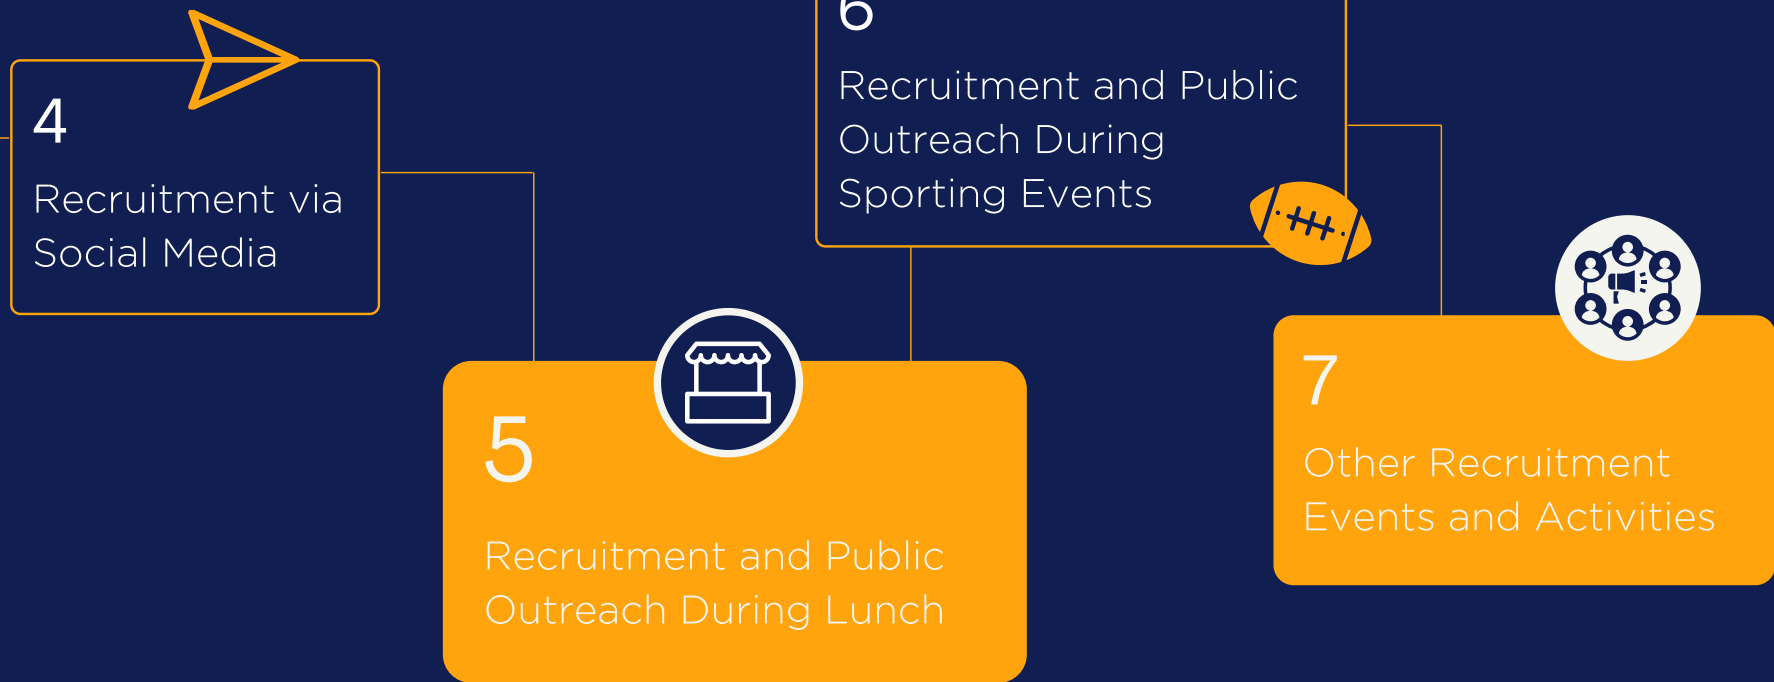 4
Recruitment via
Social Media
5
Recruitment and Public
Outreach During Lunch
6
Recruitment and Public
Outreach During
Sporting Events
7
Other Recruitment
Events and Activities